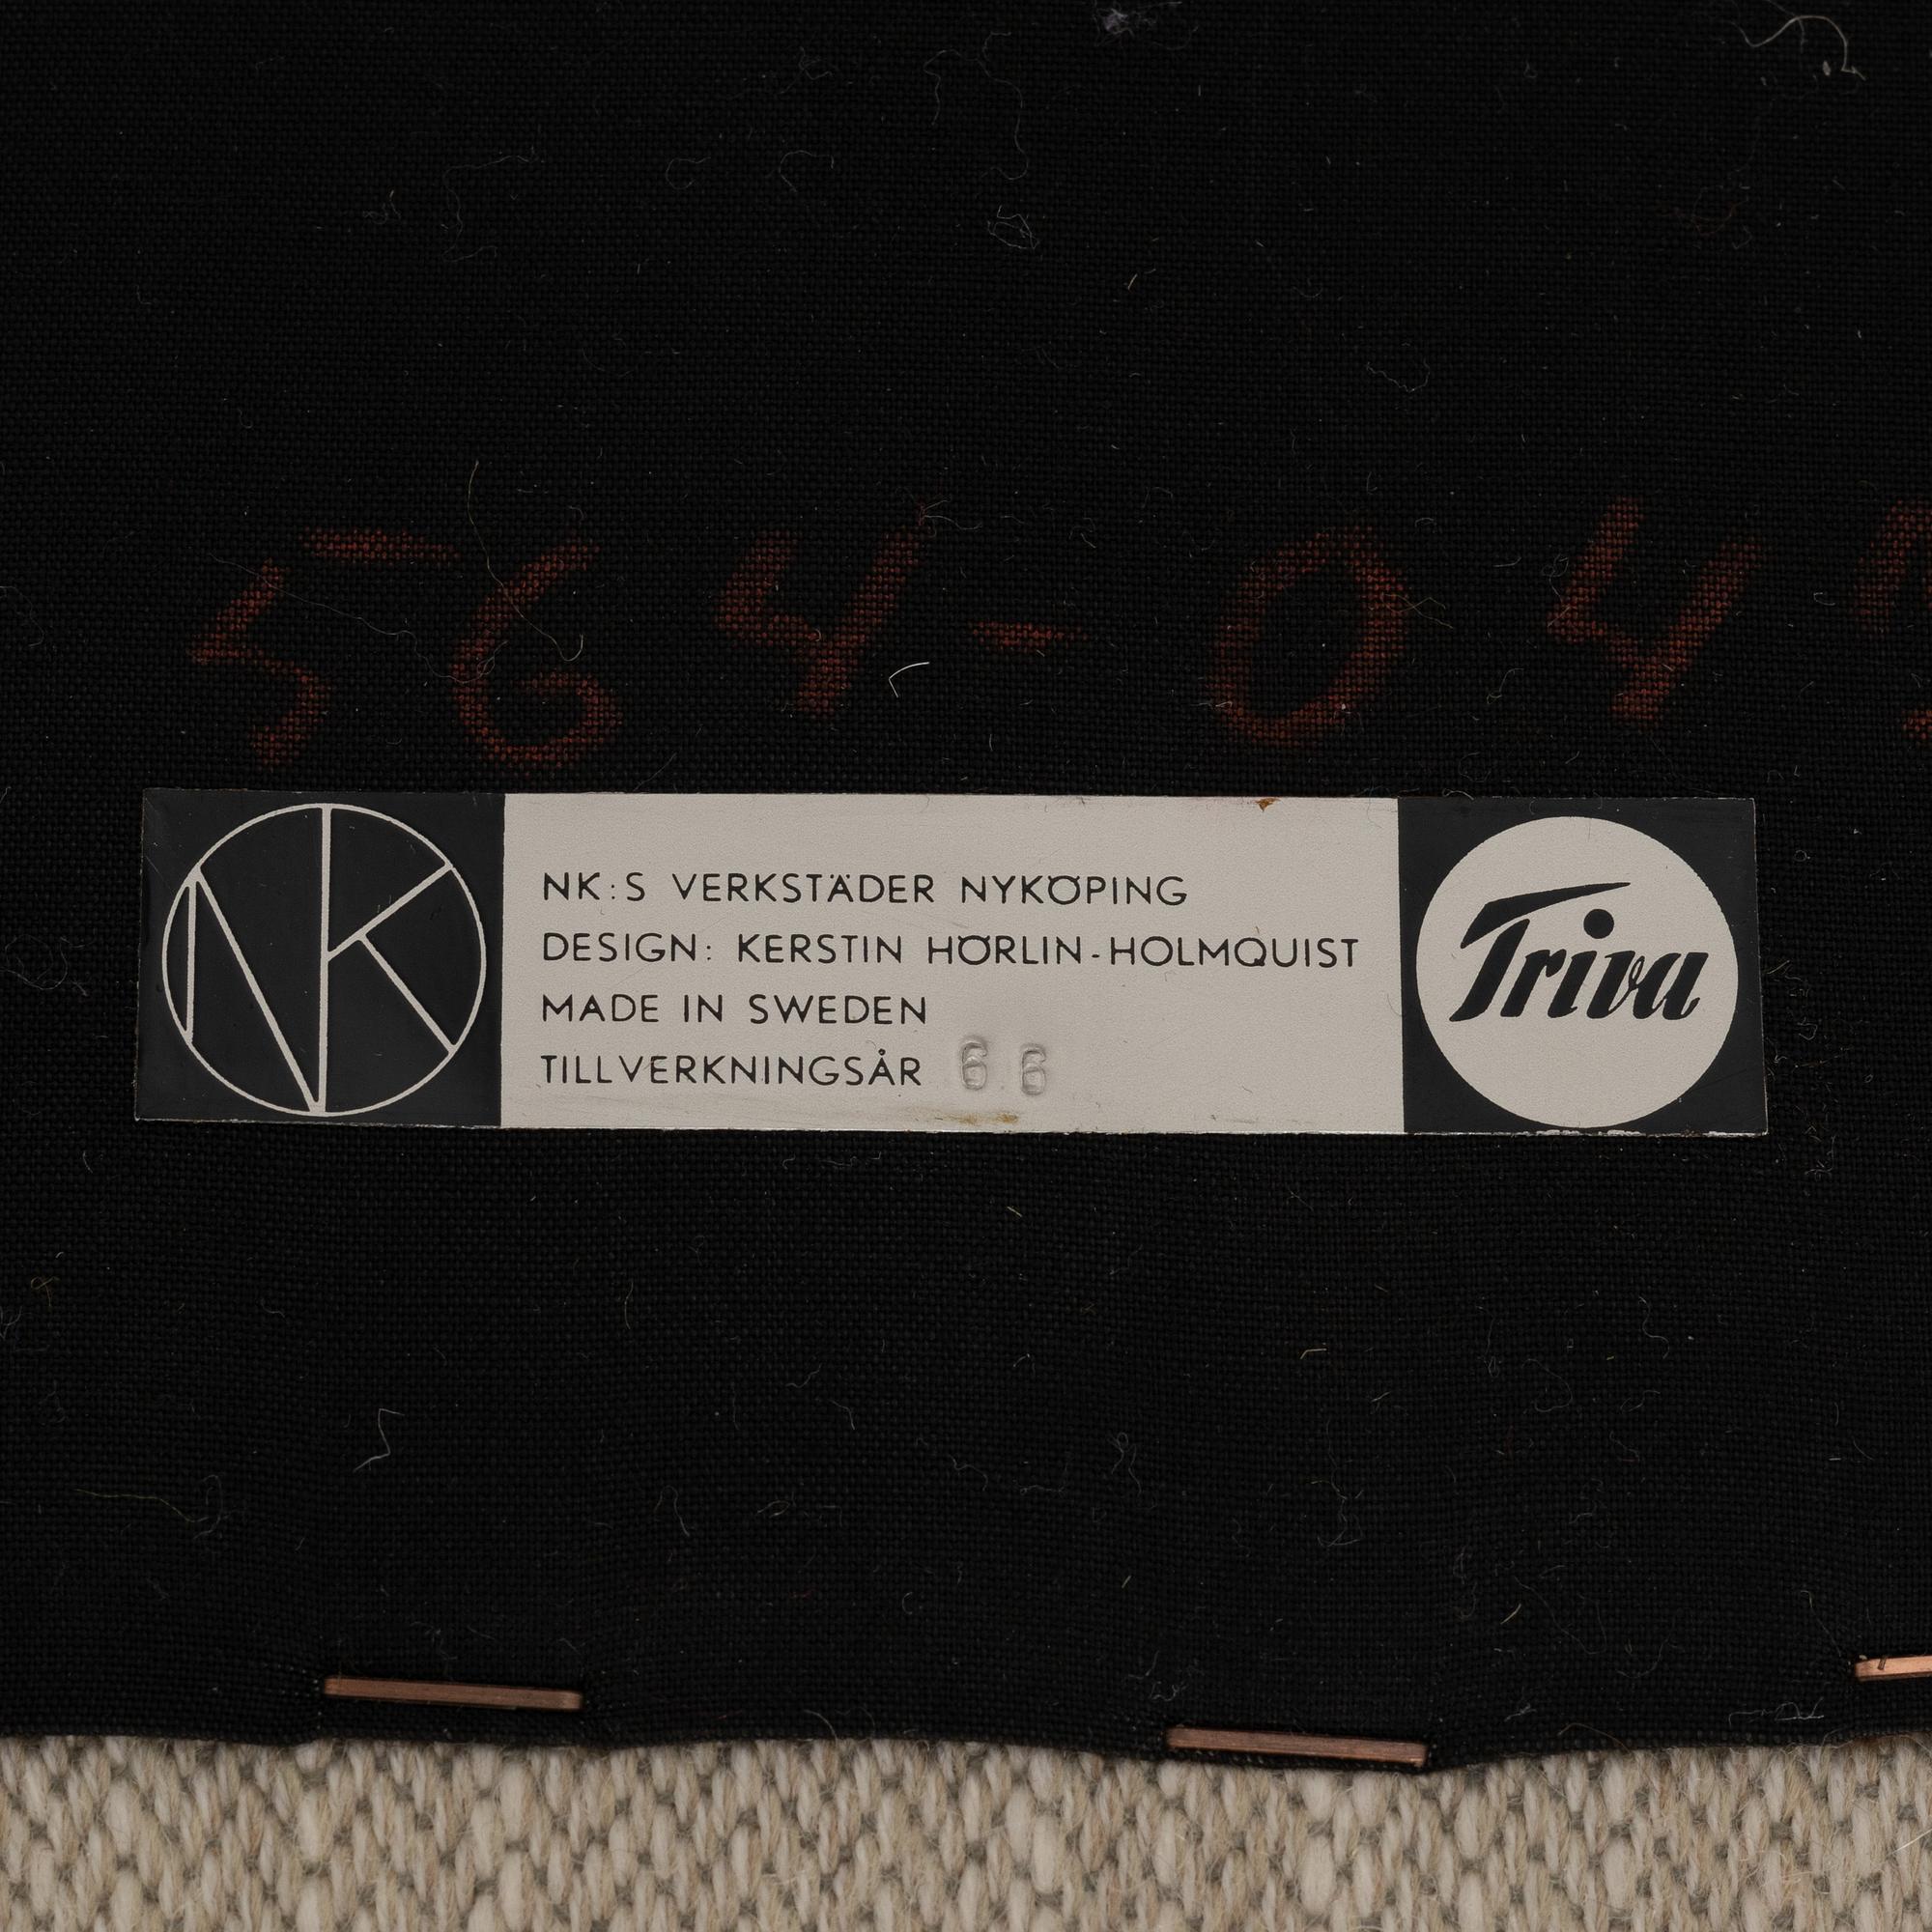 564-04
NK
NK:S VERKSTÄDER NYKÖPING
DESIGN: KERSTIN HÖRLIN-HOLMQUIST
MADE IN SWEDEN
TILLVERKNINGSÅR 66
Triva